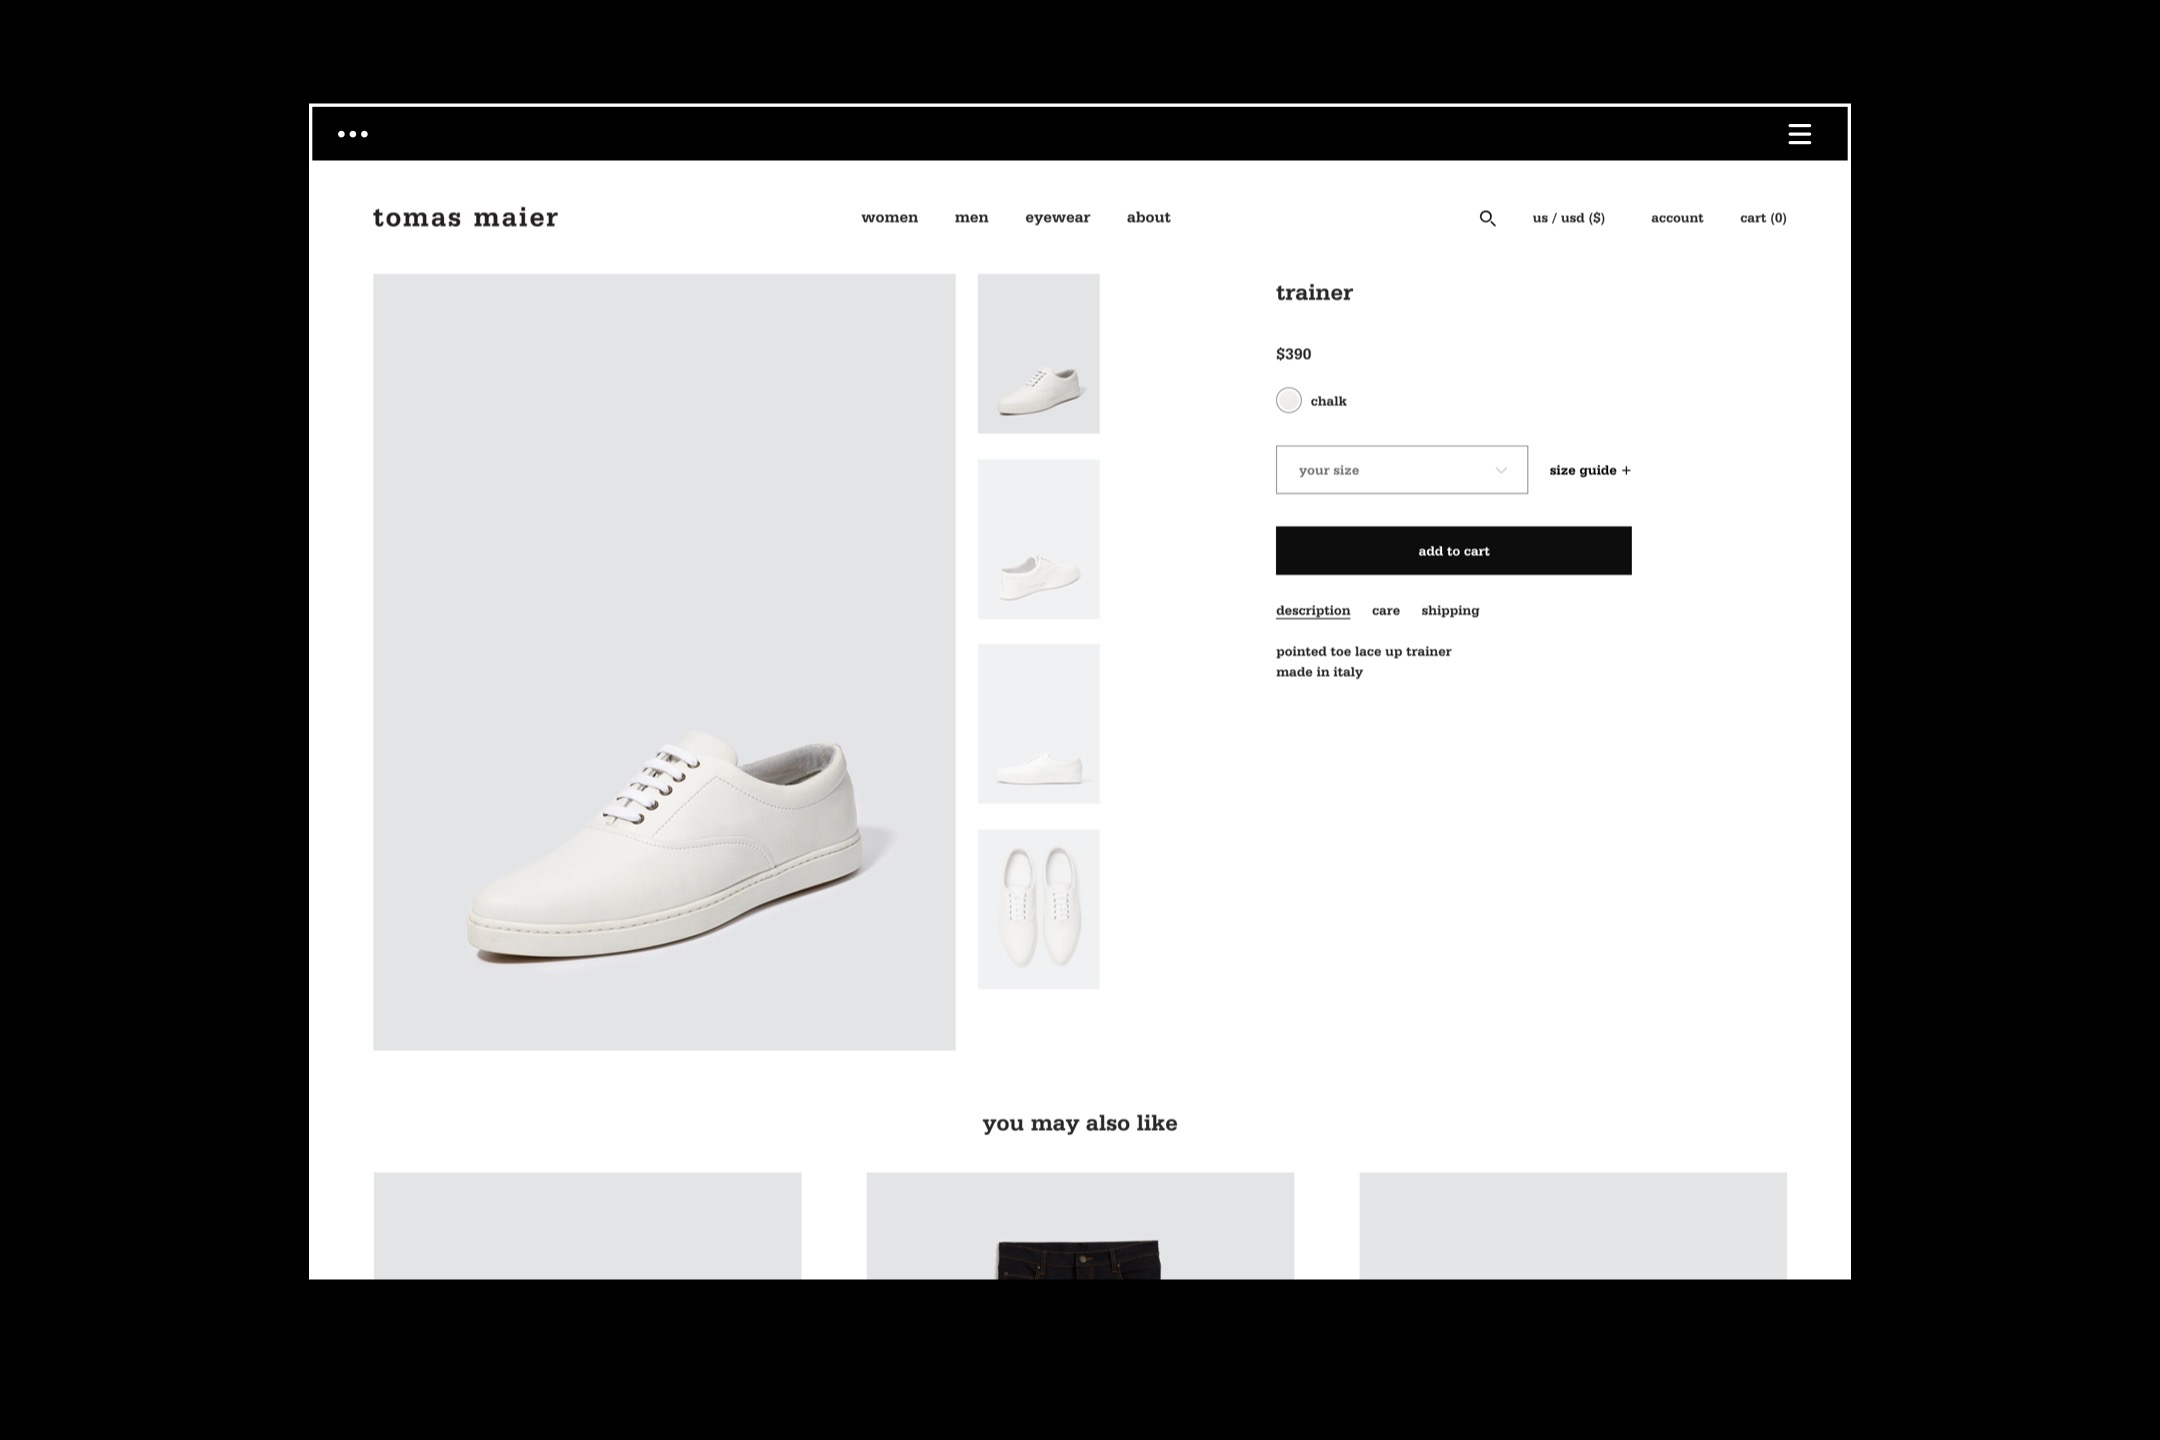 tomas maier
women men eyewear about
us / usd ($) account cart (0)
trainer
$390
chalk
your size
size guide +
add to cart
description care shipping
pointed toe lace up trainer
made in italy
you may also like